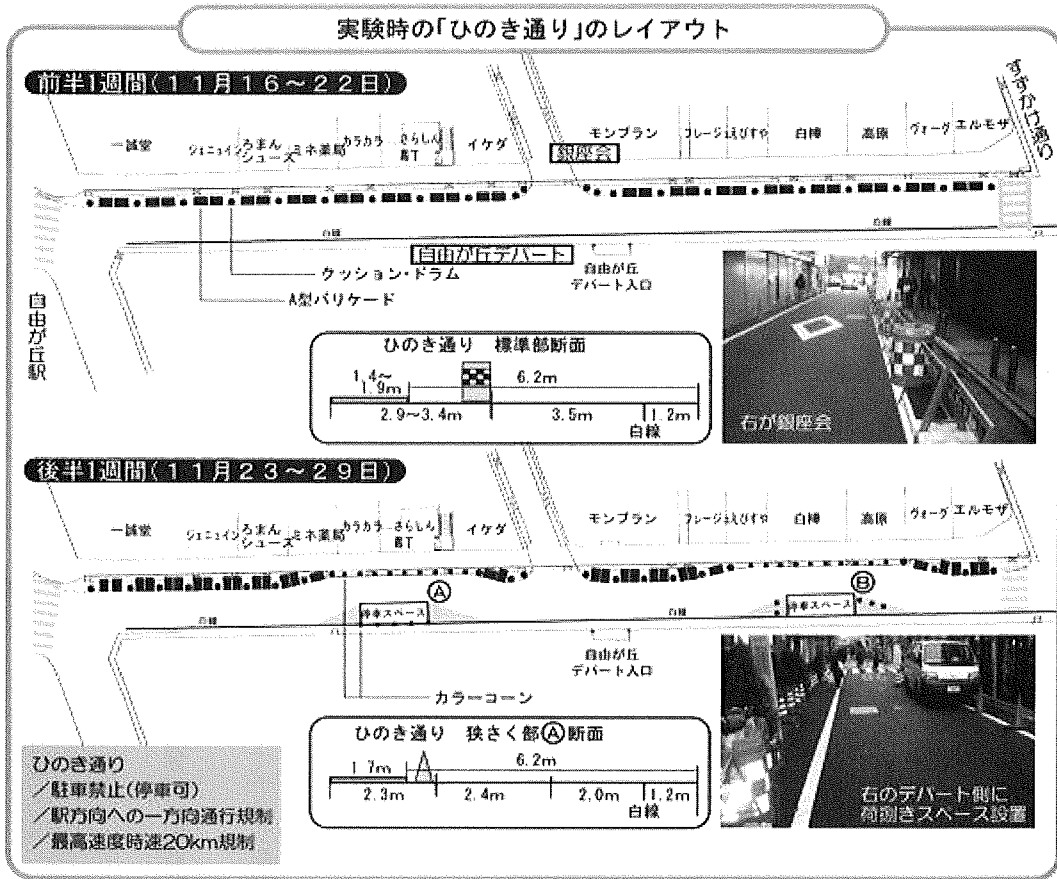 実験時の「ひのき通り」のレイアウト
前半1週間(11月16〜22日)
すずかけ通り
一誠堂
ジェニュイン
ろまん
シューズ
ミネ薬局
カラカラ
さらしん
イケダ
銀座会
モンブラン
えびすや
白樺
高原
ヴォーグ
エルモザ
白線
白線
自由が丘デパート
自由が丘
デパート入口
クッション・ドラム
A型バリケード
自由が丘駅
ひのき通り 標準部断面
1.4〜
1.9m
6.2m
2.9〜3.4m
3.5m
1.2m
白線
右が銀座会
後半1週間(11月23〜29日)
一誠堂
ジェニュイン
ろまん
シューズ
ミネ薬局
カラカラ
さらしん
イケダ
モンブラン
えびすや
白樺
高原
ヴォーグ
エルモザ
Ⓐ
Ⓑ
停車スペース
停車スペース
白線
白線
自由が丘
デパート入口
カラーコーン
ひのき通り 狭さく部Ⓐ断面
1.7m
6.2m
2.3m
2.4m
2.0m
1.2m
白線
右のデパート側に
荷捌きスペース設置
ひのき通り
/駐車禁止(停車可)
/駅方向への一方向通行規制
/最高速度時速20km規制